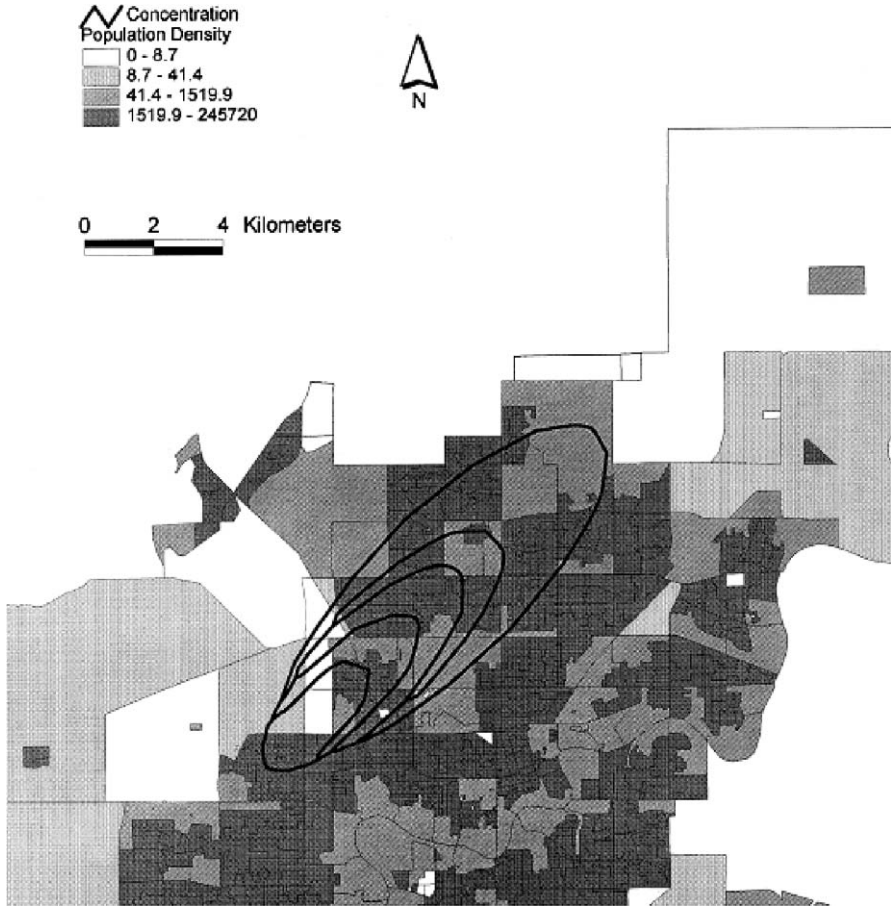 Concentration
Population Density
0 - 8.7
8.7 - 41.4
41.4 - 1519.9
1519.9 - 245720
N
0 2 4 Kilometers